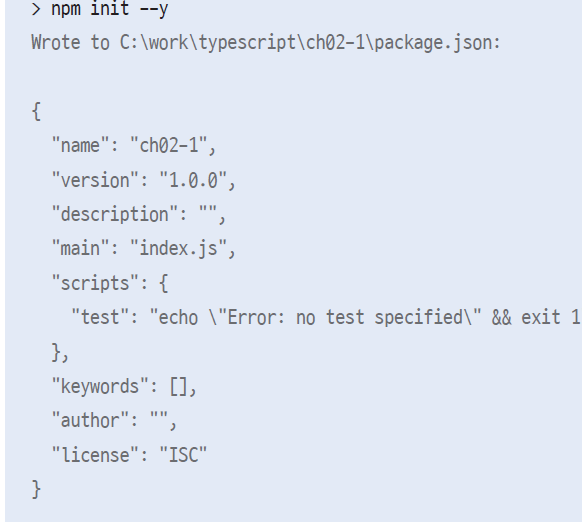 > npm init --y
Wrote to C:\work\typescript\ch02-1\package.json:
{
"name": "ch02-1",
"version": "1.0.0",
"description": "",
"main": "index.js",
"scripts": {
"test": "echo \"Error: no test specified\" && exit 1
},
"keywords": [],
"author": "",
"license": "ISC"
}